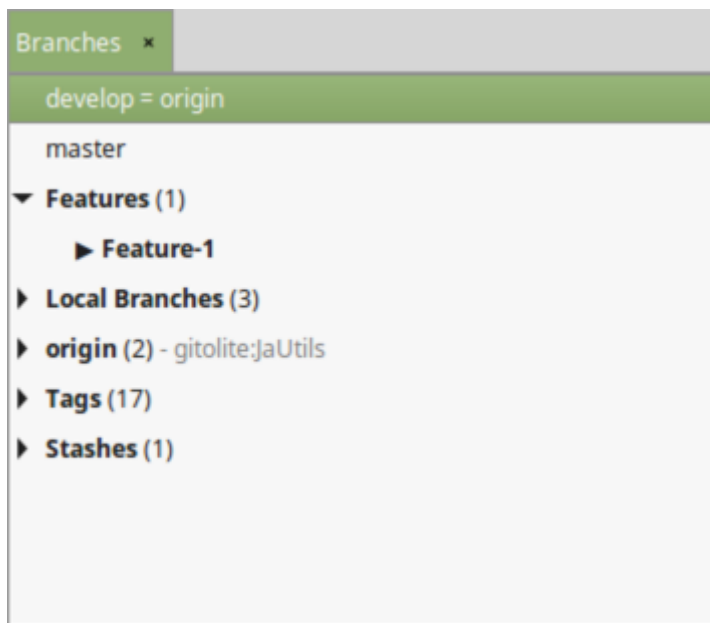 Branches ×
develop = origin
master
Features (1)
Feature-1
Local Branches (3)
origin (2) - gitolite:JaUtils
Tags (17)
Stashes (1)